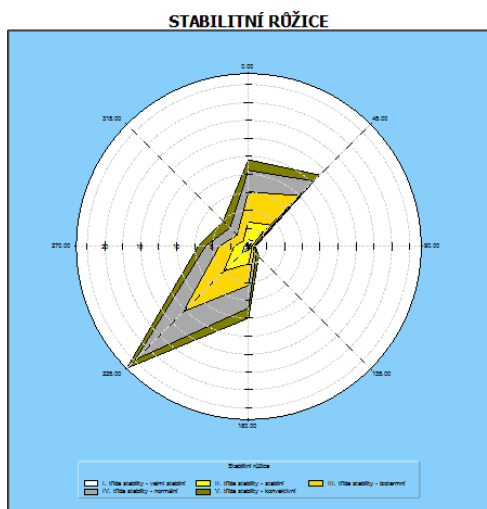 STABILITNÍ RŮŽICE
0.00
315.00
45.00
270.00
90.00
225.00
135.00
180.00
Stabilitní růžice
I. třída stability - velmi stabilní
II. třída stability - stabilní
III. třída stability - izotermní
IV. třída stability - normální
V. třída stability - konvektivní